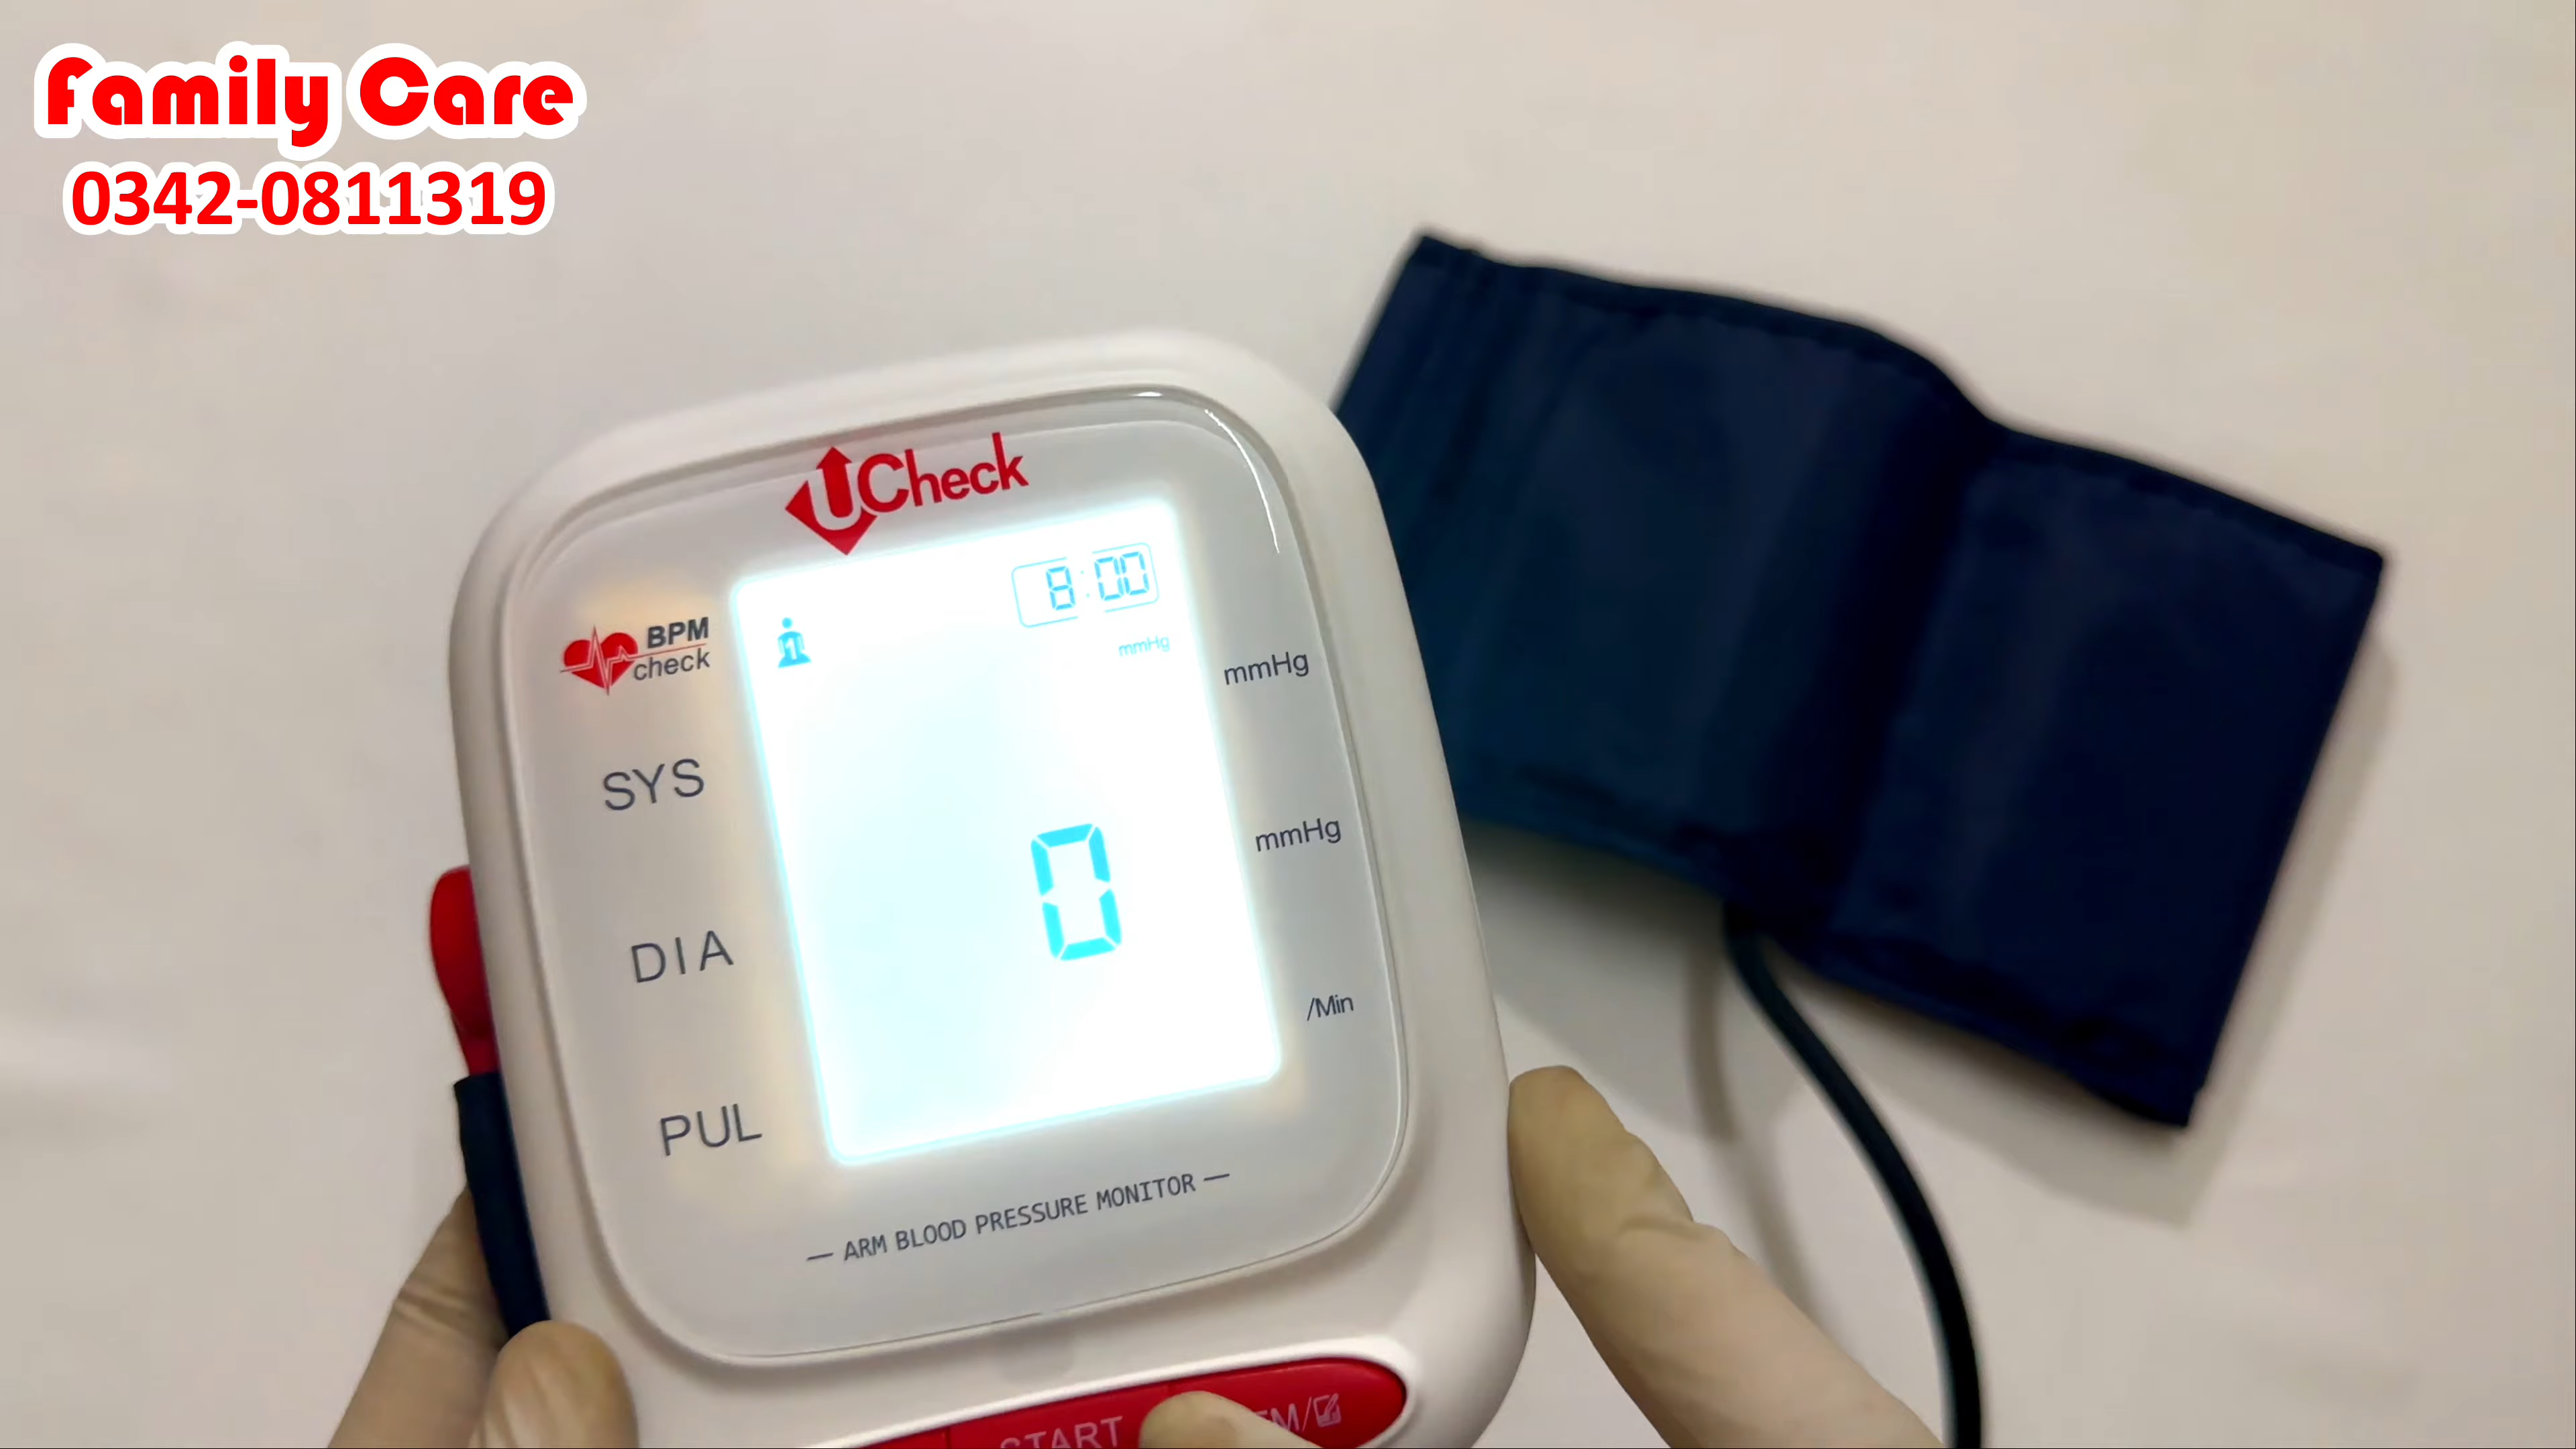 Family Care
0342-0811319
UCheck
8:00
1
mmHg
mmHg
BPM
check
SYS
0
mmHg
DIA
/Min
PUL
— ARM BLOOD PRESSURE MONITOR —
START